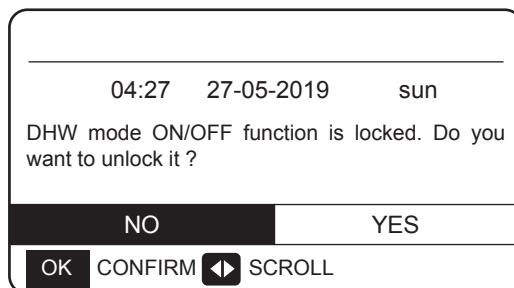 04:27 27-05-2019 sun
DHW mode ON/OFF function is locked. Do you
want to unlock it ?
NO YES
OK CONFIRM SCROLL